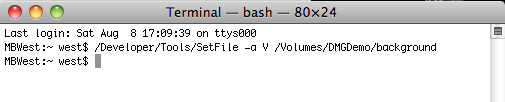 Terminal — bash — 80×24
Last login: Sat Aug  8 17:09:39 on ttys000
MBWest:~ west$ /Developer/Tools/SetFile -a V /Volumes/DMGDemo/background
MBWest:~ west$